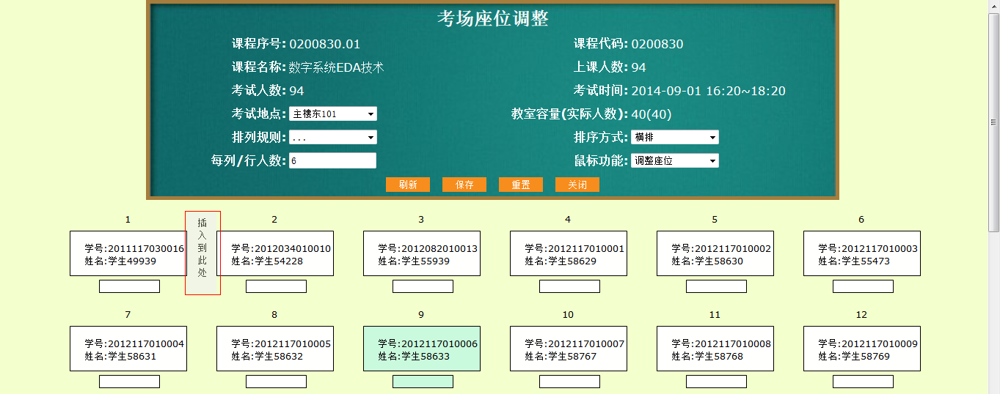 考场座位调整
课程序号: 0200830.01 课程代码: 0200830
课程名称: 数字系统EDA技术 上课人数: 94
考试人数: 94 考试时间: 2014-09-01 16:20~18:20
考试地点: 主樓东101 教室容量(实际人数): 40(40)
排列规则: ... 排序方式: 横排
每列/行人数: 6 鼠标功能: 调整座位
刷新 保存 重置 关闭
1 2 3 4 5 6
插入到此处
学号:2011117030016 学号:2012034010010 学号:2012082010013 学号:2012117010001 学号:2012117010002 学号:2012117010003
姓名:学生49939 姓名:学生54228 姓名:学生55939 姓名:学生58629 姓名:学生58630 姓名:学生55473
7 8 9 10 11 12
学号:2012117010004 学号:2012117010005 学号:2012117010006 学号:2012117010007 学号:2012117010008 学号:2012117010009
姓名:学生58631 姓名:学生58632 姓名:学生58633 姓名:学生58767 姓名:学生58768 姓名:学生58769